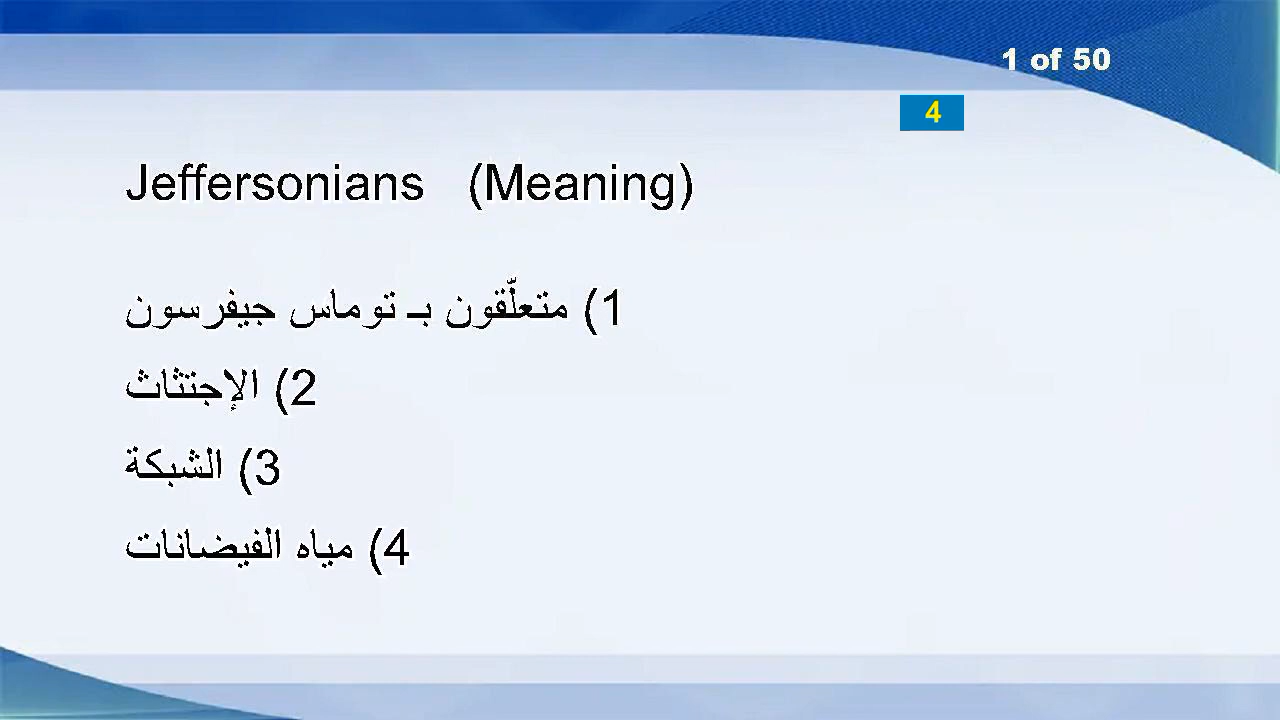 1 of 50
4
Jeffersonians (Meaning)
1) متعلّقون بـ توماس جيفرسون
2) الإجتثاث
3) الشبكة
4) مياه الفيضانات